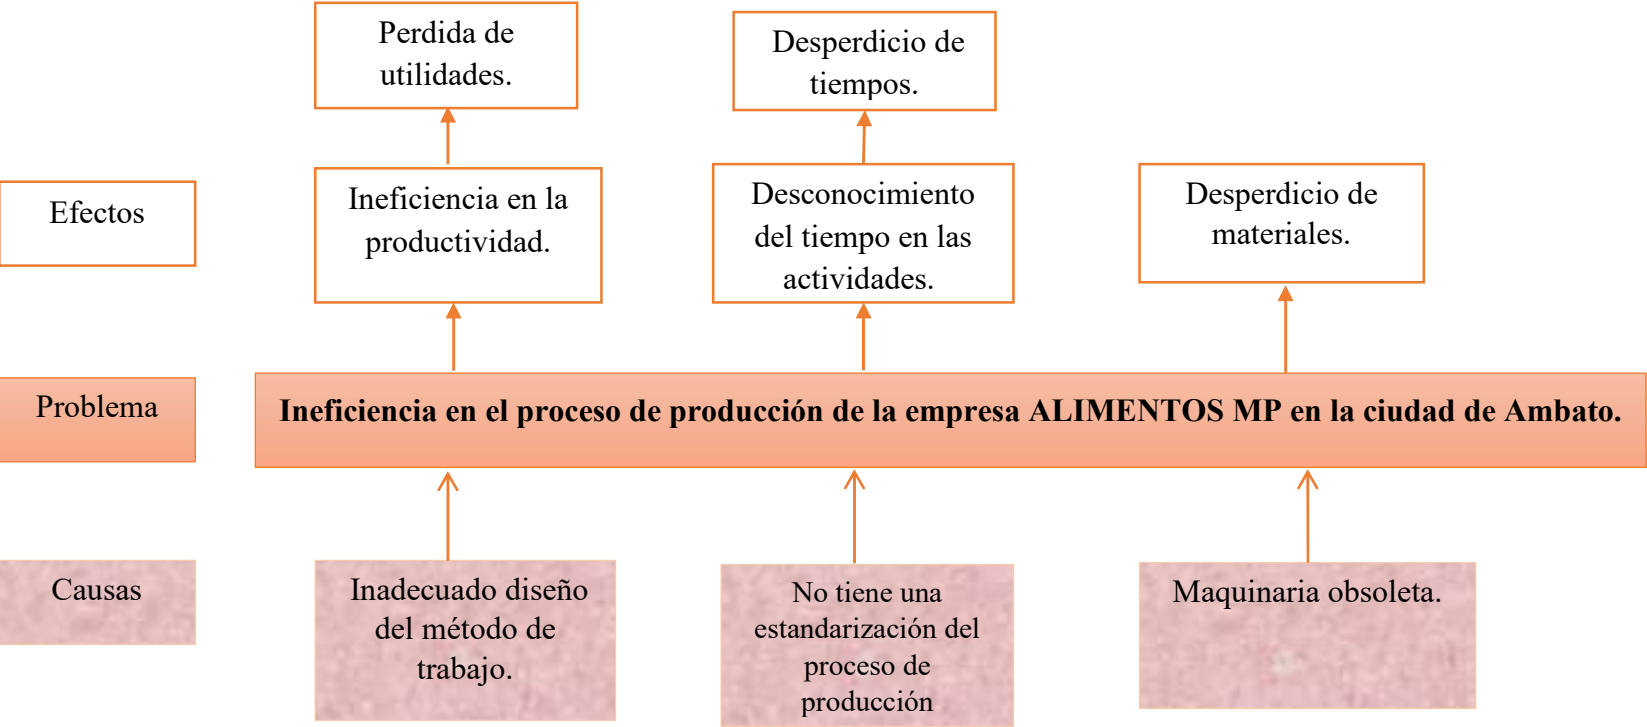 Perdida de
utilidades.
Desperdicio de
tiempos.
Efectos
Ineficiencia en la
productividad.
Desconocimiento
del tiempo en las
actividades.
Desperdicio de
materiales.
Problema
Ineficiencia en el proceso de producción de la empresa ALIMENTOS MP en la ciudad de Ambato.
Causas
Inadecuado diseño
del método de
trabajo.
No tiene una
estandarización del
proceso de
producción
Maquinaria obsoleta.